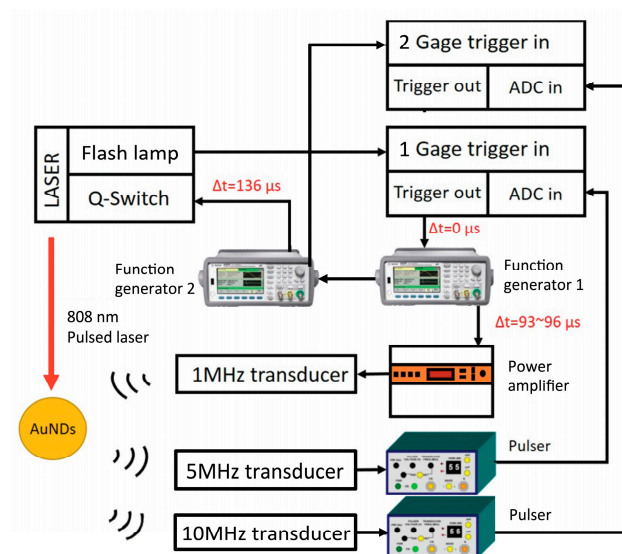 2 Gage trigger in
Trigger out
ADC in
LASER
Flash lamp
1 Gage trigger in
Q-Switch
Δt=136 µs
Trigger out
ADC in
Δt=0 µs
Function
generator 2
Function
generator 1
808 nm
Pulsed laser
Δt=93~96 µs
1MHz transducer
Power
amplifier
AuNDs
5MHz transducer
55
Pulser
10MHz transducer
66
Pulser